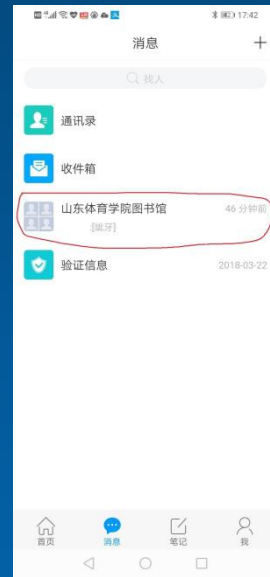 17:42
消息
找人
通讯录
收件箱
山东体育学院图书馆 46 分钟前
:[呲牙]
验证信息 2018-03-22
首页 消息 笔记 我